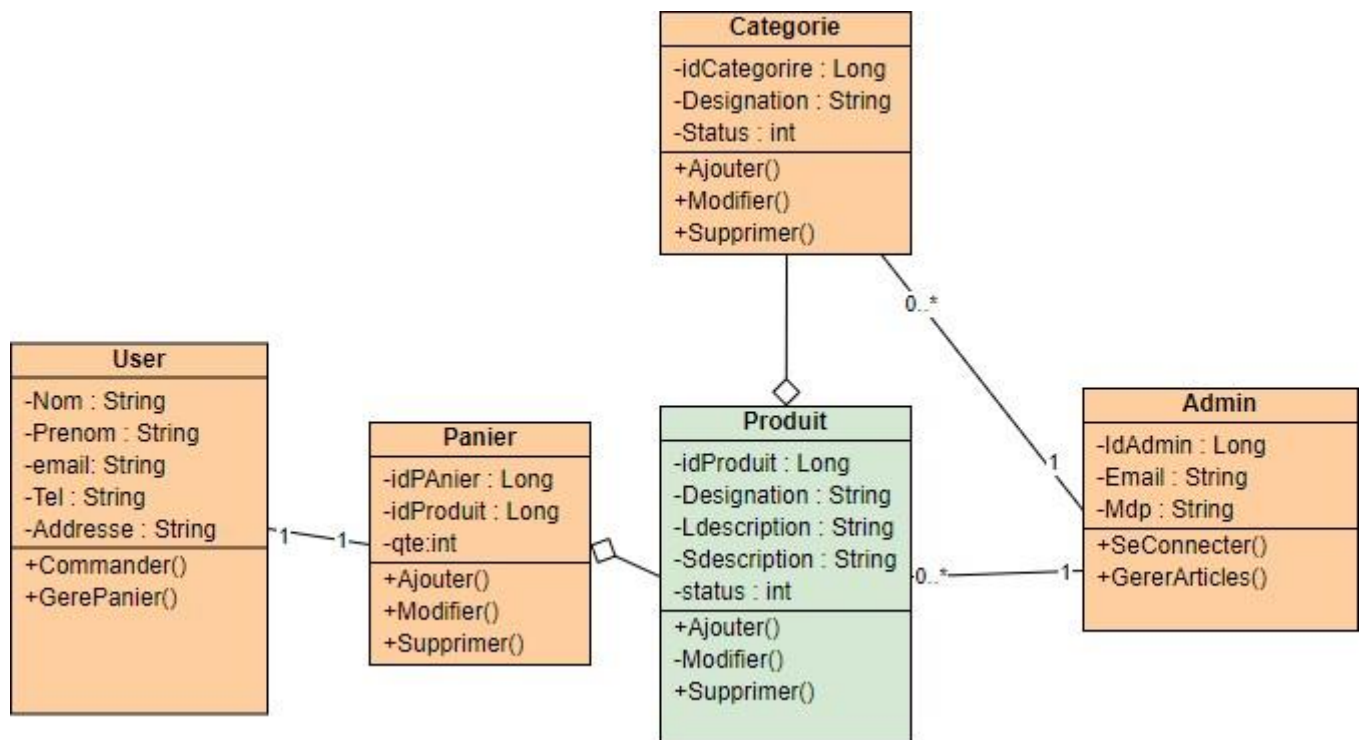 Categorie
-idCategorire : Long
-Designation : String
-Status : int
+Ajouter()
+Modifier()
+Supprimer()
0..*
1
User
-Nom : String
-Prenom : String
-email: String
-Tel : String
-Addresse : String
+Commander()
+GerePanier()
1
1
Panier
-idPAnier : Long
-idProduit : Long
-qte:int
+Ajouter()
+Modifier()
+Supprimer()
Produit
-idProduit : Long
-Designation : String
-Ldescription : String
-Sdescription : String
-status : int
+Ajouter()
-Modifier()
+Supprimer()
0..*
1
Admin
-IdAdmin : Long
-Email : String
-Mdp : String
+SeConnecter()
+GererArticles()